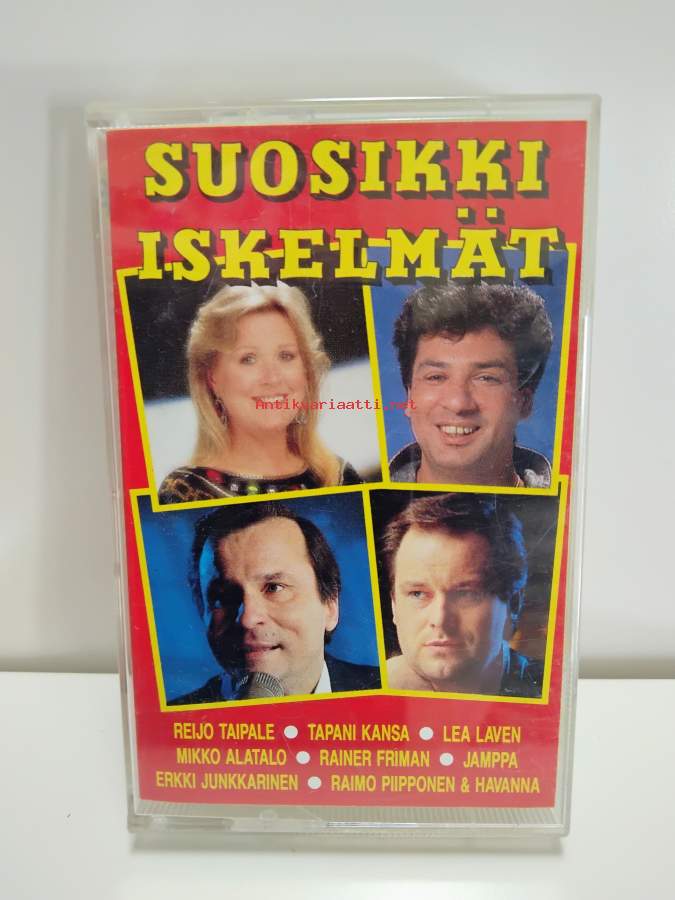 SUOSIKKI
ISKELMÄT
Antikvariaatti.net
REIJO TAIPALE ● TAPANI KANSA ● LEA LAVEN
MIKKO ALATALO ● RAINER FRIMAN ● JAMPPA
ERKKI JUNKKARINEN ● RAIMO PIIPPONEN & HAVANNA